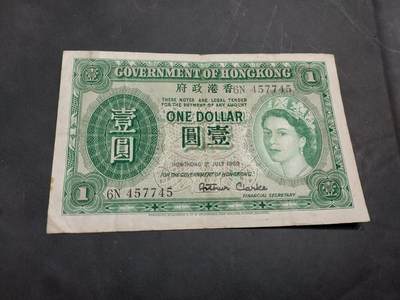 1 GOVERNMENT OF HONGKONG 1
府政港香 6N 457745
THESE NOTES ARE LEGAL TENDER
FOR THE PAYMENT OF ANY AMOUNT
ONE DOLLAR
壹圓
圓壹
HONGKONG 1ST JULY 1959
FOR THE GOVERNMENT OF HONGKONG
1 6N 457745
Arthur Clarke
FINANCIAL SECRETARY